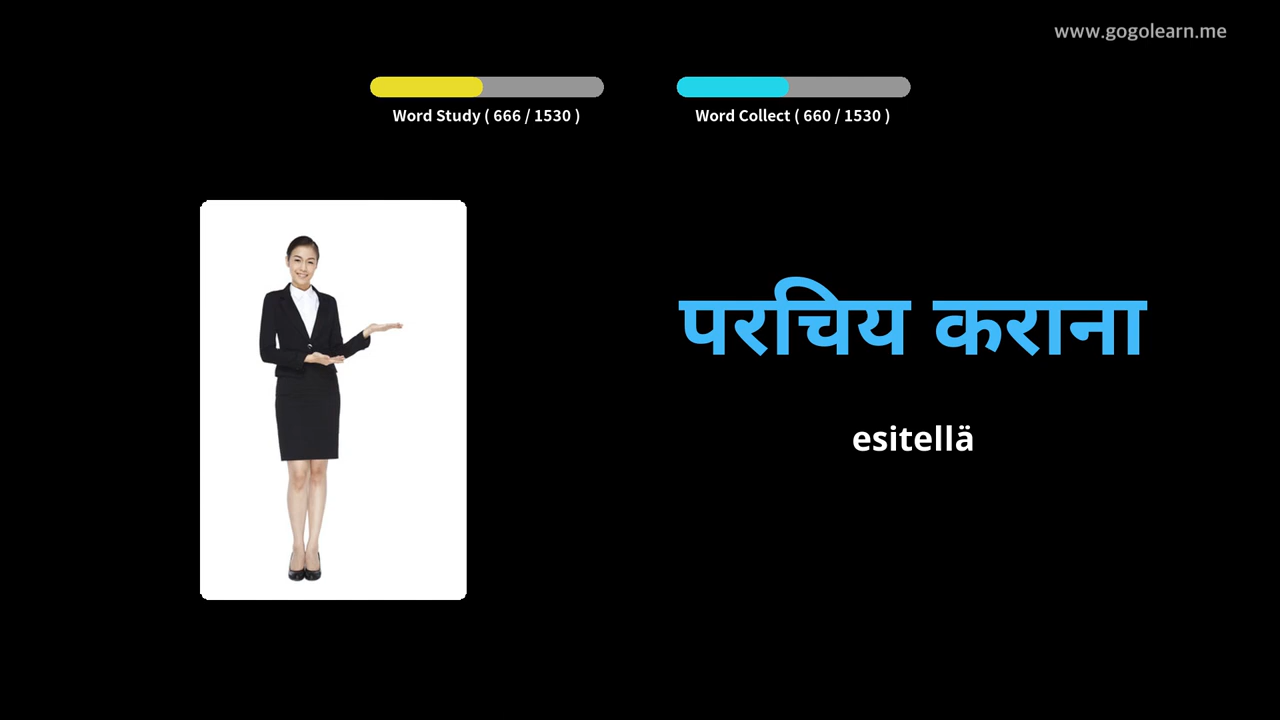 www.gogolearn.me
Word Study ( 666 / 1530 )
Word Collect ( 660 / 1530 )
परिचय कराना
esitellä